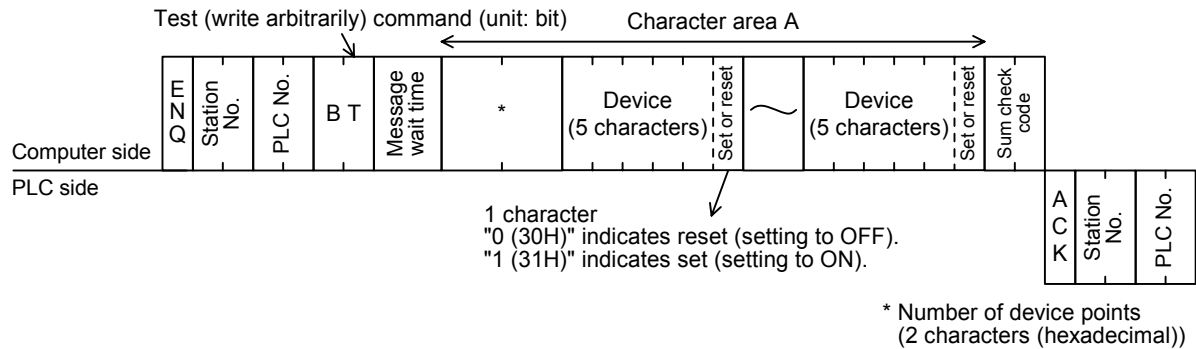 Test (write arbitrarily) command (unit: bit)
Character area A
ENQ
Station
No.
PLC No.
B T
Message
wait time
*
Device
(5 characters)
Set or reset
Device
(5 characters)
Set or reset
Sum check
code
Computer side
PLC side
1 character
"0 (30H)" indicates reset (setting to OFF).
"1 (31H)" indicates set (setting to ON).
ACK
Station
No.
PLC No.
* Number of device points
(2 characters (hexadecimal))